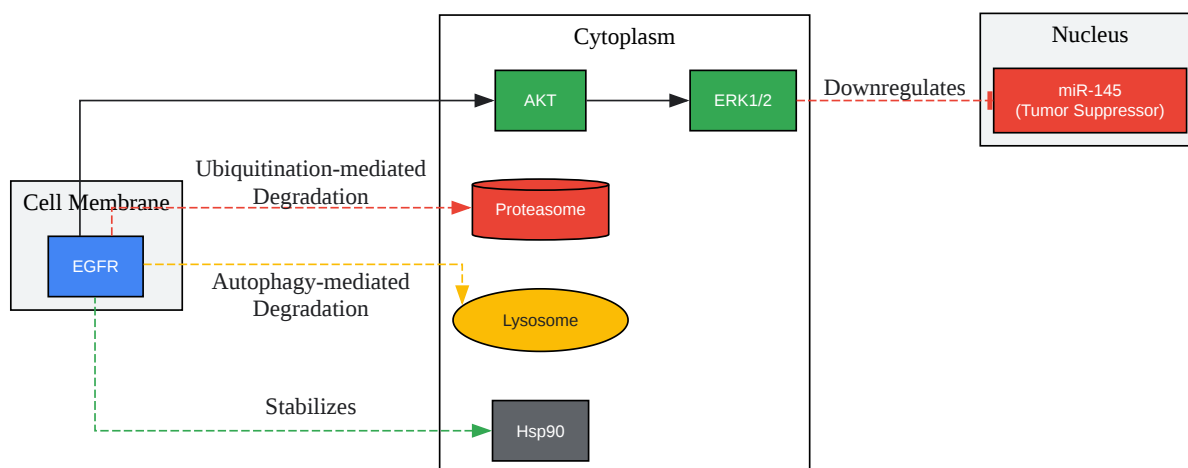 Cytoplasm
Nucleus
AKT
ERK1/2
Downregulates
miR-145
(Tumor Suppressor)
Ubiquitination-mediated
Degradation
Cell Membrane
Proteasome
EGFR
Autophagy-mediated
Degradation
Lysosome
Stabilizes
Hsp90